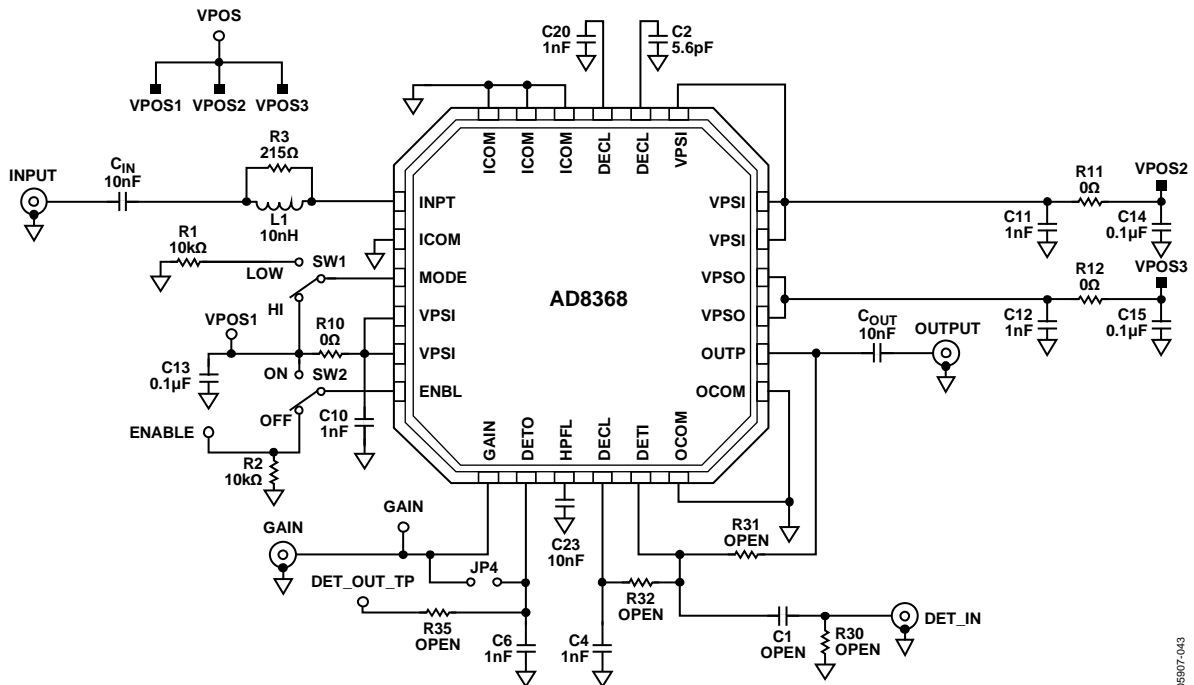 VPOS
VPOS1
VPOS2
VPOS3
C20
1nF
C2
5.6pF
ICOM
ICOM
ICOM
DECL
DECL
VPSI
R3
215Ω
CIN
10nF
INPUT
L1
10nH
INPT
ICOM
MODE
VPSI
VPSI
ENBL
AD8368
VPSI
VPSI
VPSO
VPSO
OUTP
OCOM
R11
0Ω
VPOS2
C11
1nF
C14
0.1µF
R12
0Ω
VPOS3
C12
1nF
C15
0.1µF
COUT
10nF
OUTPUT
R1
10kΩ
LOW
SW1
HI
VPOS1
R10
0Ω
C13
0.1µF
ON
SW2
OFF
C10
1nF
ENABLE
R2
10kΩ
GAIN
DETO
HPFL
DECL
DETI
OCOM
GAIN
GAIN
C23
10nF
JP4
DET_OUT_TP
R35
OPEN
C6
1nF
C4
1nF
R31
OPEN
R32
OPEN
C1
OPEN
R30
OPEN
DET_IN
05907-043